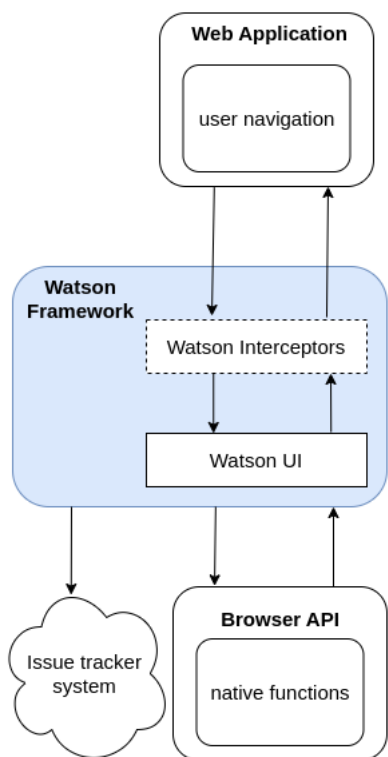 Web Application
user navigation
Watson
Framework
Watson Interceptors
Watson UI
Issue tracker
system
Browser API
native functions